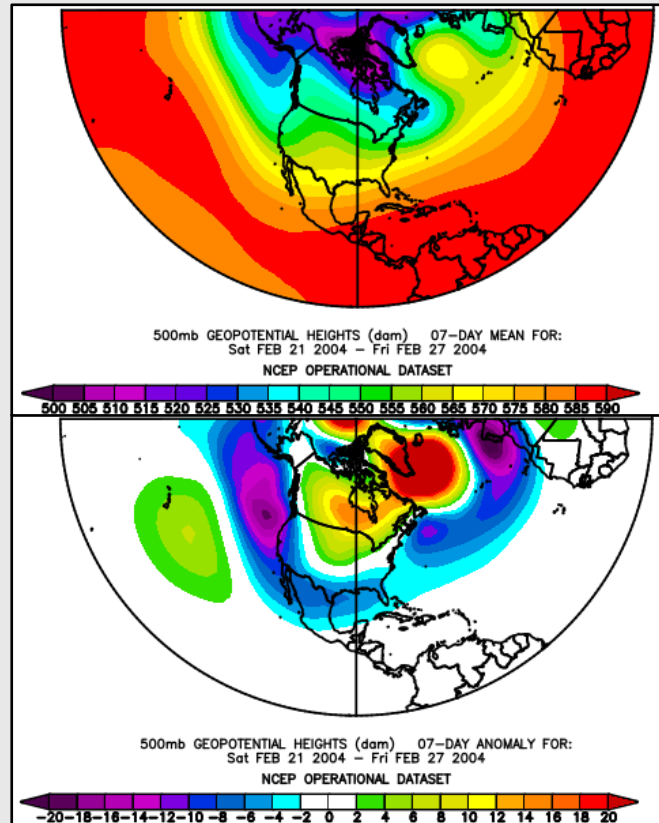 500mb GEOPOTENTIAL HEIGHTS (dam) 07-DAY MEAN FOR:
Sat FEB 21 2004 – Fri FEB 27 2004
NCEP OPERATIONAL DATASET
500 505 510 515 520 525 530 535 540 545 550 555 560 565 570 575 580 585 590
500mb GEOPOTENTIAL HEIGHTS (dam) 07-DAY ANOMALY FOR:
Sat FEB 21 2004 – Fri FEB 27 2004
NCEP OPERATIONAL DATASET
-20 -18 -16 -14 -12 -10 -8 -6 -4 -2 0 2 4 6 8 10 12 14 16 18 20